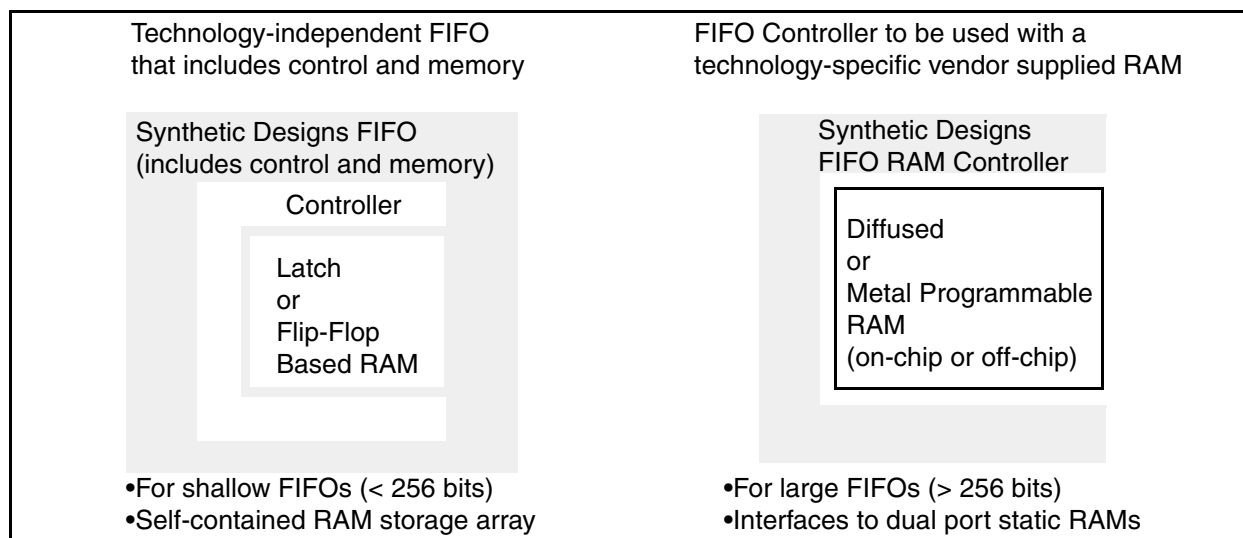 Technology-independent FIFO
that includes control and memory
Synthetic Designs FIFO
(includes control and memory)
Controller
Latch
or
Flip-Flop
Based RAM
•For shallow FIFOs (< 256 bits)
•Self-contained RAM storage array
FIFO Controller to be used with a
technology-specific vendor supplied RAM
Synthetic Designs
FIFO RAM Controller
Diffused
or
Metal Programmable
RAM
(on-chip or off-chip)
•For large FIFOs (> 256 bits)
•Interfaces to dual port static RAMs